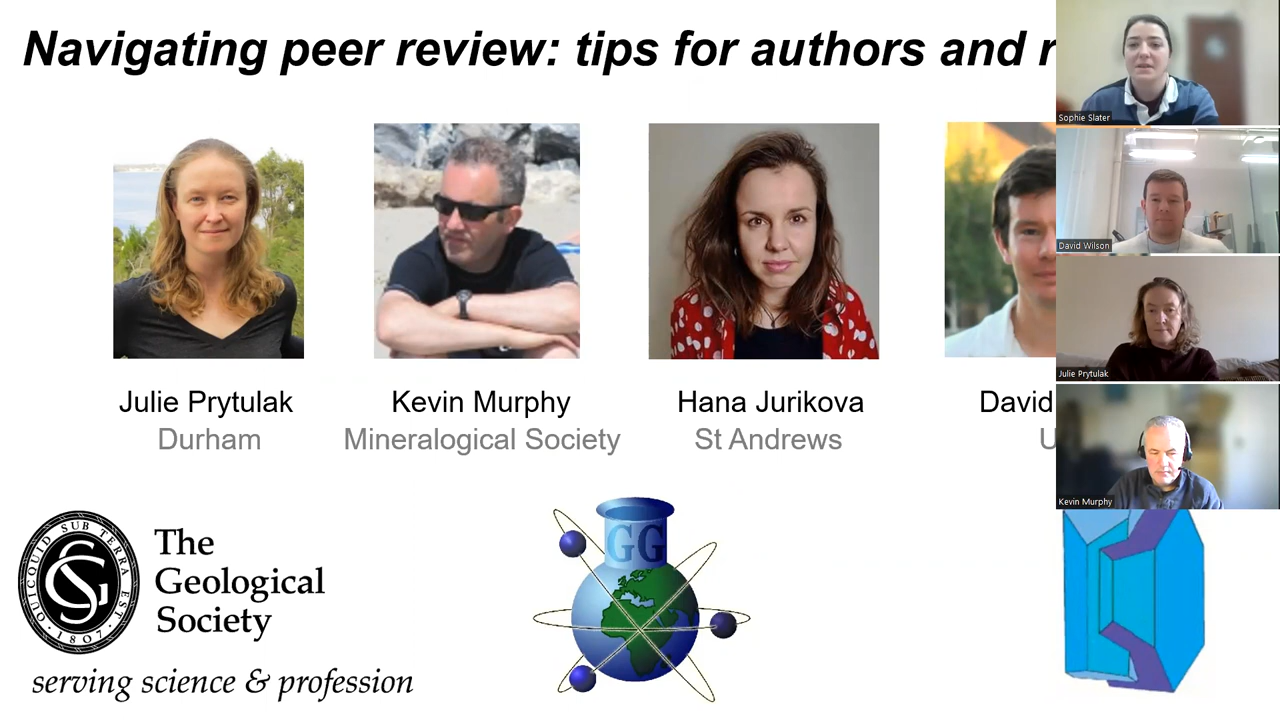 Navigating peer review: tips for authors and r
Sophie Slater
David Wilson
Julie Prytulak
Kevin Murphy
Julie Prytulak
Durham
Kevin Murphy
Mineralogical Society
Hana Jurikova
St Andrews
David
U
QUICQUID SUB TERRA EST
1807
The
Geological
Society
serving science & profession
GG